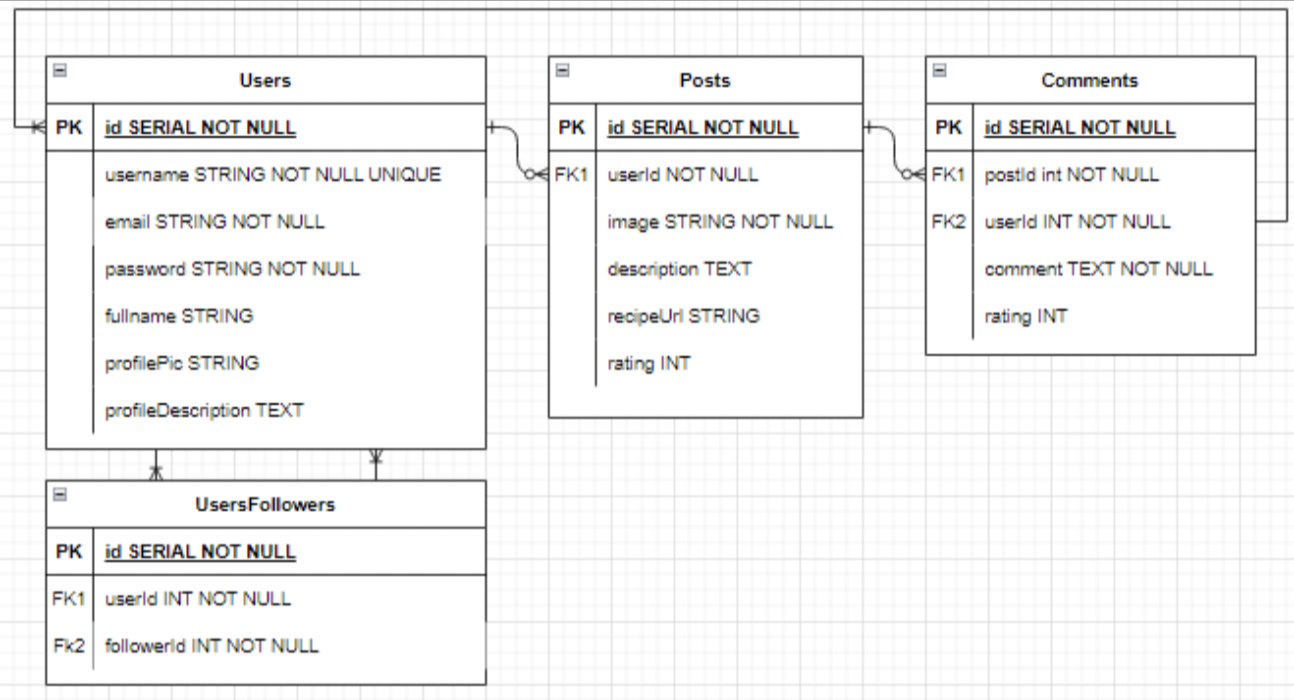 Users
PK id SERIAL NOT NULL
username STRING NOT NULL UNIQUE
email STRING NOT NULL
password STRING NOT NULL
fullname STRING
profilePic STRING
profileDescription TEXT
Posts
PK id SERIAL NOT NULL
FK1 userId NOT NULL
image STRING NOT NULL
description TEXT
recipeUrl STRING
rating INT
Comments
PK id SERIAL NOT NULL
FK1 postId int NOT NULL
FK2 userId INT NOT NULL
comment TEXT NOT NULL
rating INT
UsersFollowers
PK id SERIAL NOT NULL
FK1 userId INT NOT NULL
Fk2 followerId INT NOT NULL